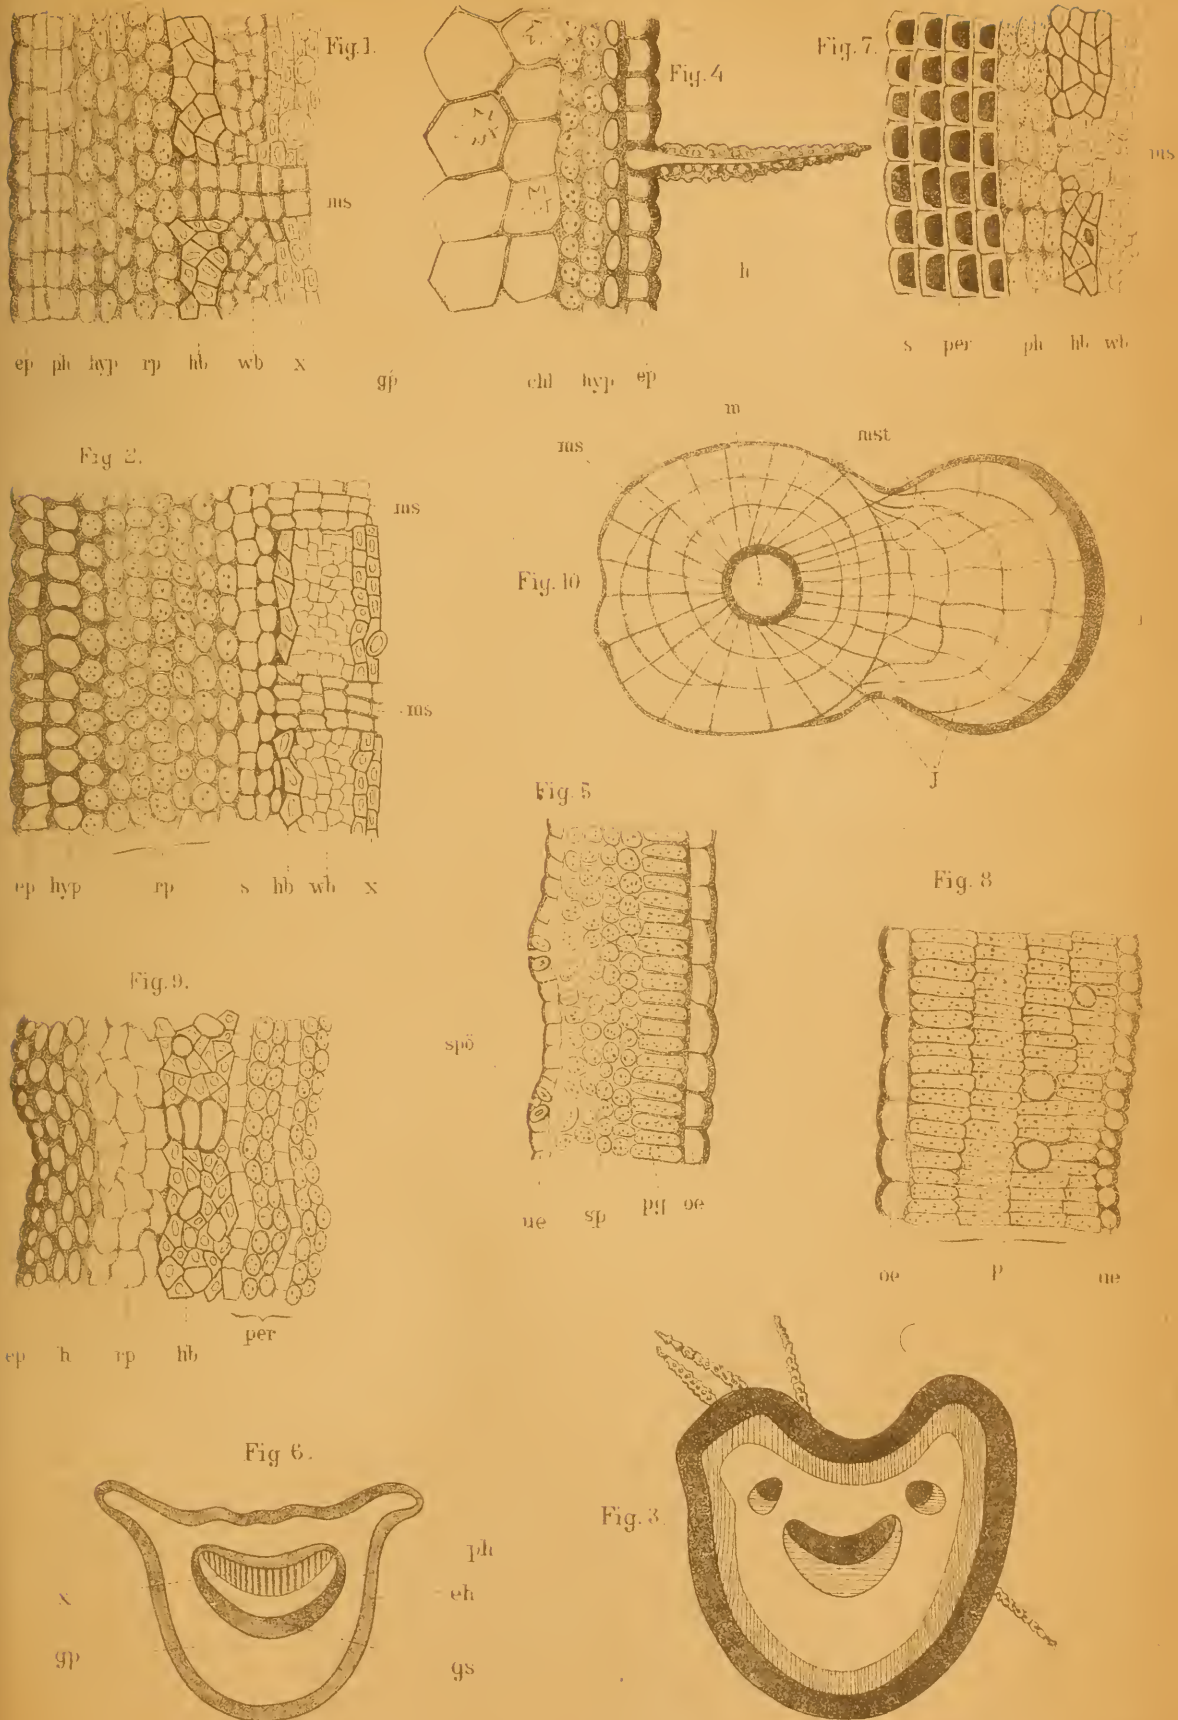 Fig.1.
ms
ep ph hyp rp hb wb x
Fig.4
h
gp chl hyp ep
Fig.7.
ms
s per ph hb wb
Fig 2.
ms
ms
ep hyp rp s hb wb x
m
ms mst
Fig.10
j
Fig.5
spö
ue sp pg oe
Fig.8
oe p ue
Fig.9.
per
ep h rp hb
Fig 6.
ph
x eh
gp gs
Fig.3.